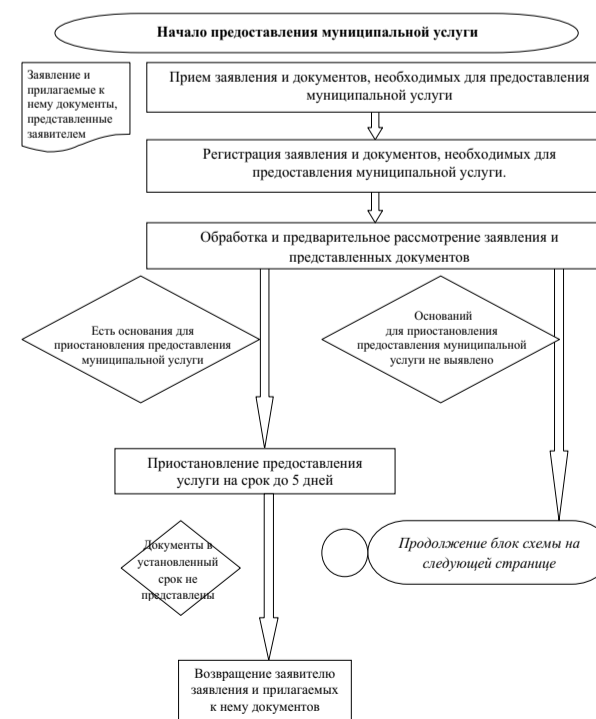 Начало предоставления муниципальной услуги
Заявление и
прилагаемые к
нему документы,
представленные
заявителем
Прием заявления и документов, необходимых для предоставления
муниципальной услуги
Регистрация заявления и документов, необходимых для
предоставления муниципальной услуги.
Обработка и предварительное рассмотрение заявления и
представленных документов
Есть основания для
приостановления предоставления
муниципальной услуги
Оснований
для приостановления
предоставления муниципальной
услуги не выявлено
Приостановление предоставления
услуги на срок до 5 дней
Документы в
установленный
срок не
представлены
Продолжение блок схемы на
следующей странице
Возвращение заявителю
заявления и прилагаемых
к нему документов